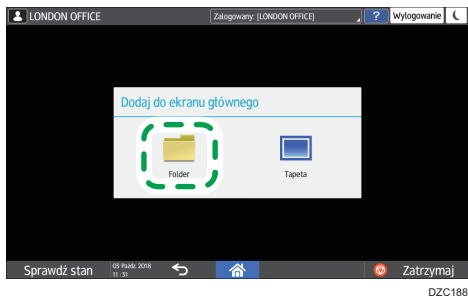 LONDON OFFICE
Zalogowany: [LONDON OFFICE]
?
Wylogowanie
Dodaj do ekranu głównego
Folder
Tapeta
Sprawdź stan
03 Paźdz. 2018
11 : 31
Zatrzymaj
DZC188